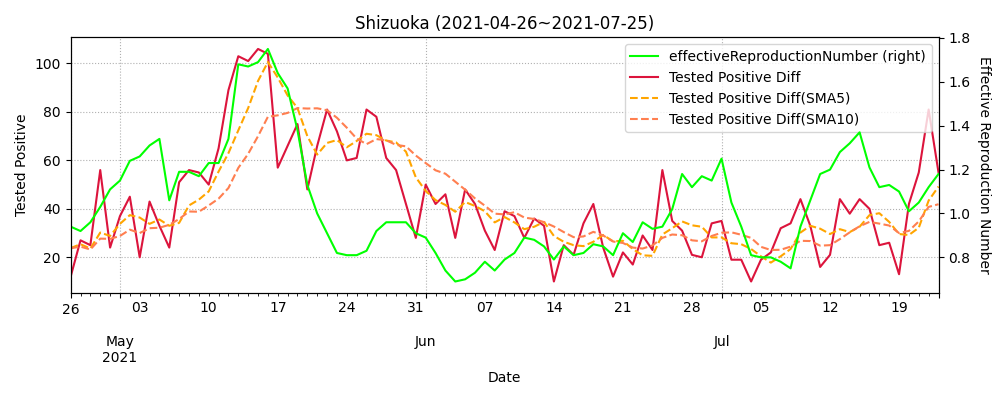 Shizuoka (2021-04-26~2021-07-25)
effectiveReproductionNumber (right)
Tested Positive Diff
Tested Positive Diff(SMA5)
Tested Positive Diff(SMA10)
Tested Positive
100
80
60
40
20
1.8
1.6
1.4
1.2
1.0
0.8
Effective Reproduction Number
26 03 10 17 24 31 07 14 21 28 05 12 19
May Jun Jul
2021
Date